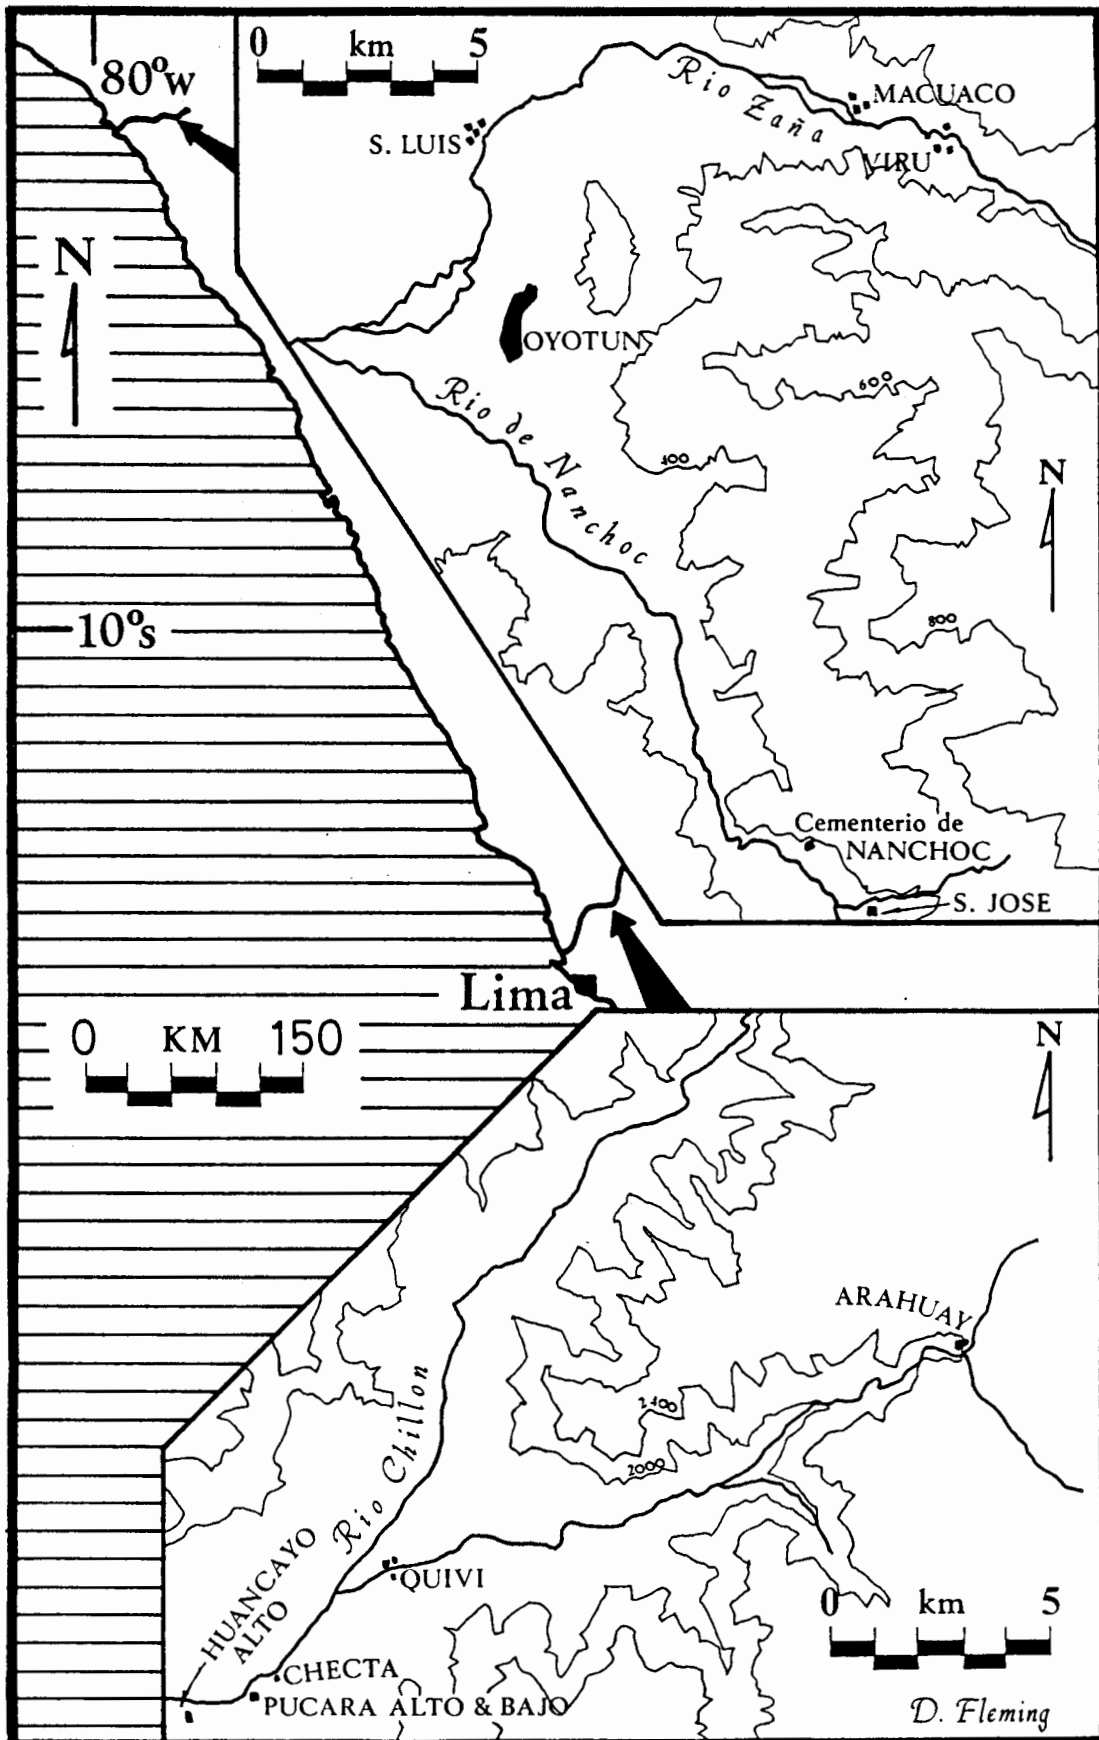 80°W
0 km 5
Rio Zaña
MACUACO
S. LUIS
VIRU
N
OYOTUN
600
Rio de Nanchoc
400
N
10°S
800
Cementerio de
NANCHOC
S. JOSE
Lima
0 KM 150
N
ARAHUAY
2400
2000
Rio Chillon
HUANCAYO
ALTO
QUIVI
0 km 5
CHECTA
PUCARA ALTO & BAJO
D. Fleming